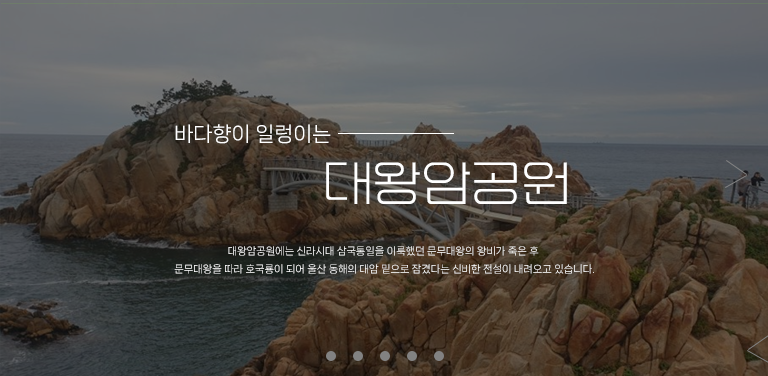 바다향이 일렁이는
대왕암공원
대왕암공원에는 신라시대 삼국통일을 이룩했던 문무대왕의 왕비가 죽은 후
문무대왕을 따라 호국룡이 되어 울산 동해의 대암 밑으로 잠겼다는 신비한 전설이 내려오고 있습니다.